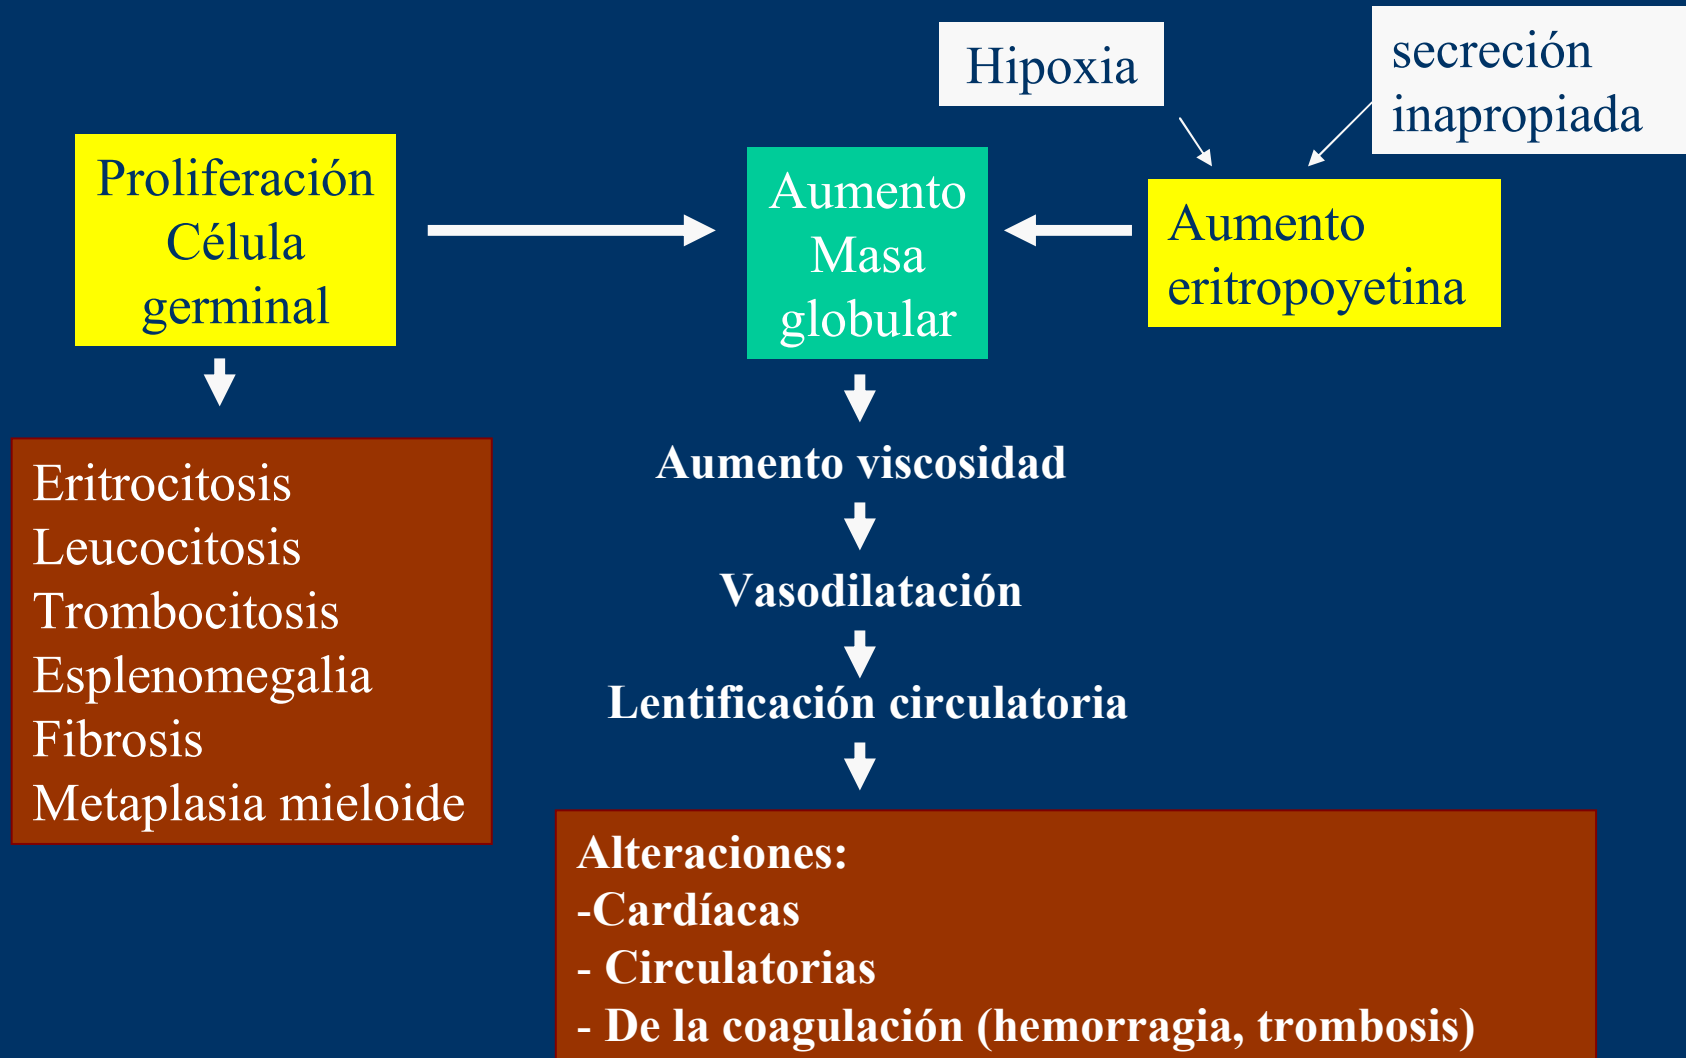 Hipoxia
secreción
inapropiada
Proliferación
Célula
germinal
Aumento
Masa
globular
Aumento
eritropoyetina
Eritrocitosis
Leucocitosis
Trombocitosis
Esplenomegalia
Fibrosis
Metaplasia mieloide
Aumento viscosidad
Vasodilatación
Lentificación circulatoria
Alteraciones:
-Cardíacas
- Circulatorias
- De la coagulación (hemorragia, trombosis)